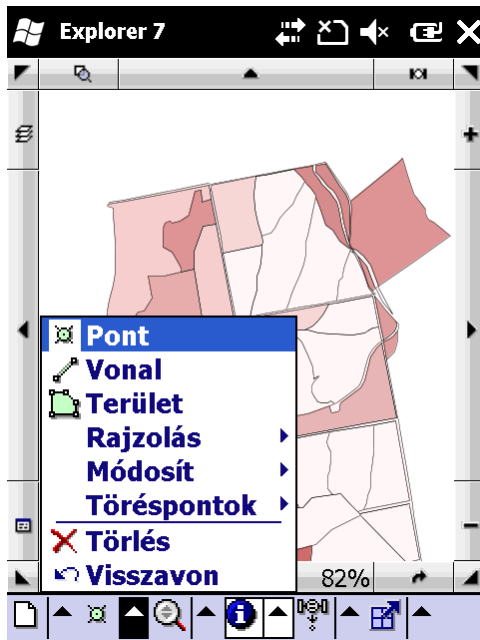 Explorer 7
Pont
Vonal
Terület
Rajzolás
Módosít
Töréspontok
Törlés
Visszavon
82%